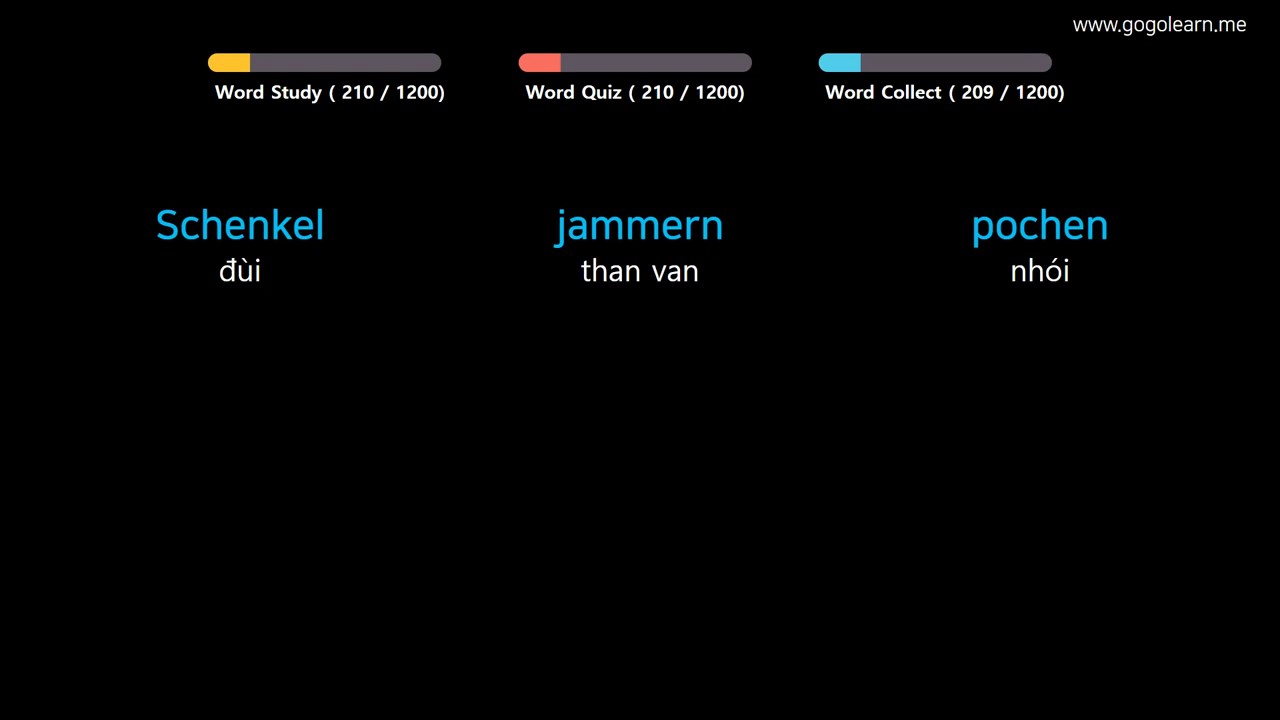 www.gogolearn.me
Word Study ( 210 / 1200)
Word Quiz ( 210 / 1200)
Word Collect ( 209 / 1200)
Schenkel
đùi
jammern
than van
pochen
nhói